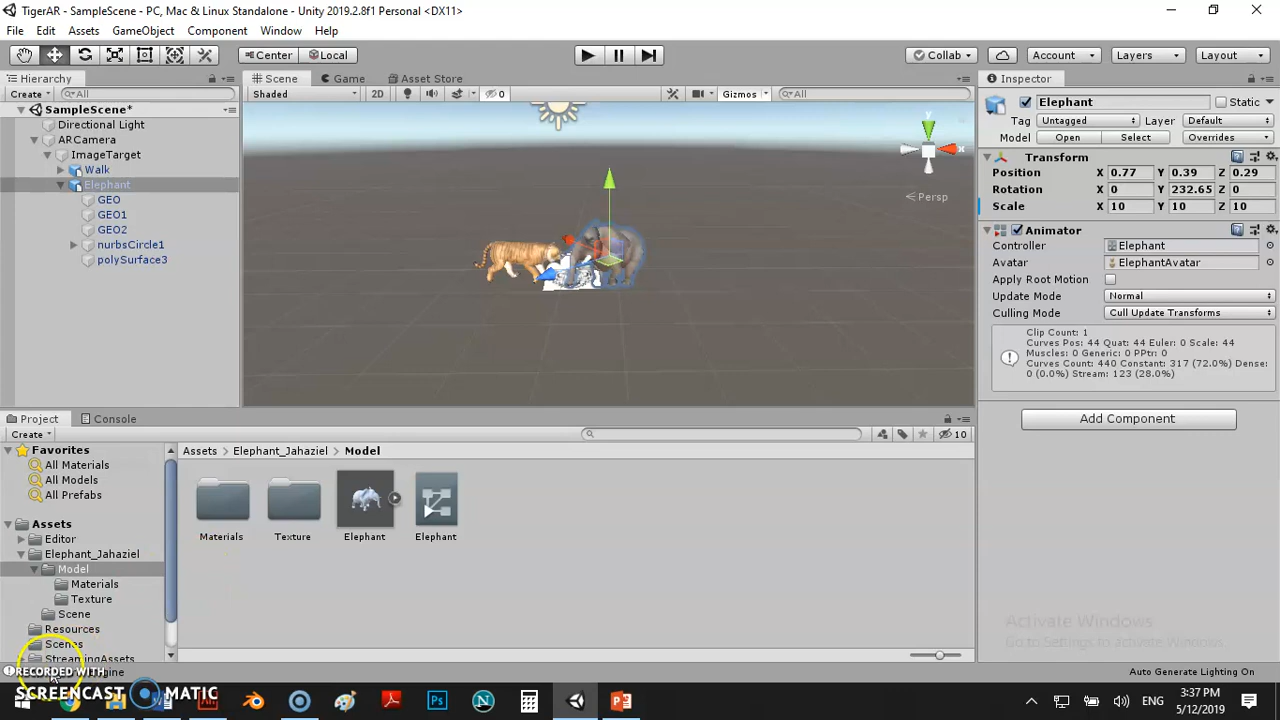 TigerAR - SampleScene - PC, Mac & Linux Standalone - Unity 2019.2.8f1 Personal <DX11>
File Edit Assets GameObject Component Window Help
Center Local Collab Account Layers Layout
Hierarchy Scene Game Asset Store Inspector
Create All Shaded 2D 0 Gizmos All
Elephant Static
SampleScene*
Tag Untagged Layer Default
Directional Light
Model Open Select Overrides
ARCamera
ImageTarget
Transform
Walk
Position X 0.77 Y 0.39 Z 0.29
Elephant
Rotation X 0 Y 232.65 Z 0
GEO
Scale X 10 Y 10 Z 10
GEO1
GEO2
Animator
nurbsCircle1
Controller Elephant
polySurface3
Avatar ElephantAvatar
Apply Root Motion
Update Mode Normal
Culling Mode Cull Update Transforms
Clip Count: 1
Curves Pos: 44 Quat: 44 Euler: 0 Scale: 44
Muscles: 0 Generic: 0 PPtr: 0
Curves Count: 440 Constant: 317 (72.0%) Dense:
0 (0.0%) Stream: 123 (28.0%)
Add Component
y
x
Persp
Project Console
Create 10
Favorites
All Materials
All Models
All Prefabs
Assets
Editor
Elephant_Jahaziel
Model
Materials
Texture
Scene
Resources
Scenes
StreamingAssets
Assets Elephant_Jahaziel Model
Materials Texture Elephant Elephant
Activate Windows
Go to Settings to activate Windows.
Auto Generate Lighting On
RECORDED WITH
SCREENCAST MATIC
ENG
3:37 PM
5/12/2019